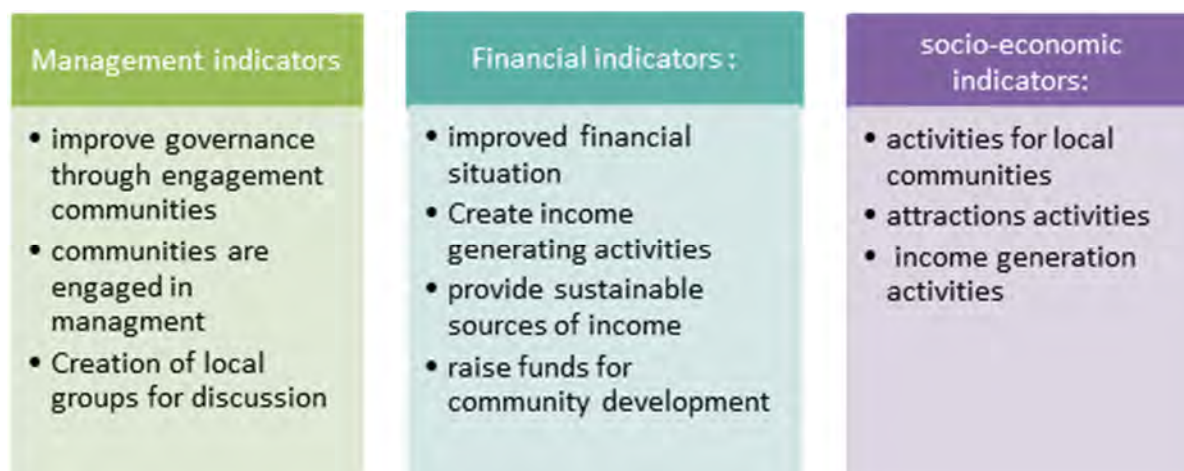 Management indicators
• improve governance
through engagement
communities
• communities are
engaged in
managment
• Creation of local
groups for discussion
Financial indicators :
• improved financial
situation
• Create income
generating activities
• provide sustainable
sources of income
• raise funds for
community development
socio-economic
indicators:
• activities for local
communities
• attractions activities
• income generation
activities